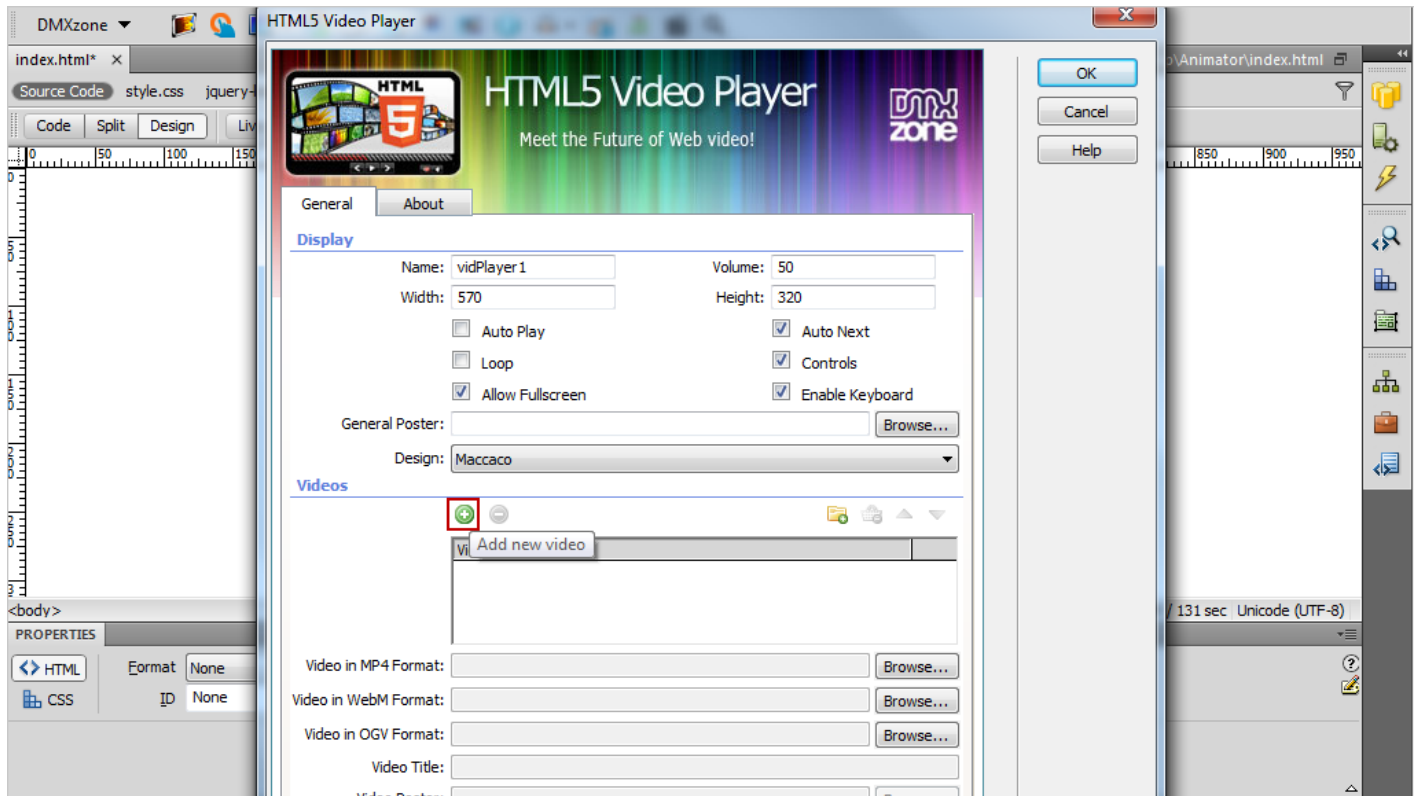 DMXzone
HTML5 Video Player
index.html* ×
\Animator\index.html
Source Code style.css
Code Split Design
0 50 100 150
850 900 950
HTML
5
HTML5 Video Player
Meet the Future of Web video!
DMX
zone
OK
Cancel
Help
General About
Display
Name: vidPlayer1 Volume: 50
Width: 570 Height: 320
Auto Play Auto Next
Loop Controls
Allow Fullscreen Enable Keyboard
General Poster: Browse...
Design: Maccaco
Videos
Add new video
<body>
/ 131 sec Unicode (UTF-8)
PROPERTIES
<> HTML Format None
CSS ID None
Video in MP4 Format: Browse...
Video in WebM Format: Browse...
Video in OGV Format: Browse...
Video Title: